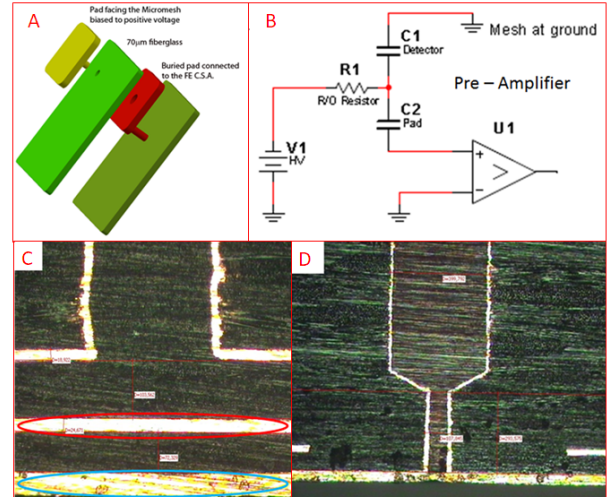 A
Pad facing the Micromesh
biased to positive voltage
70μm fiberglass
Buried pad connected
to the FE C.S.A.
B
C1
Detector
Mesh at ground
R1
R/O Resistor
Pre – Amplifier
C2
Pad
U1
V1
HV
+
−
>
C
D